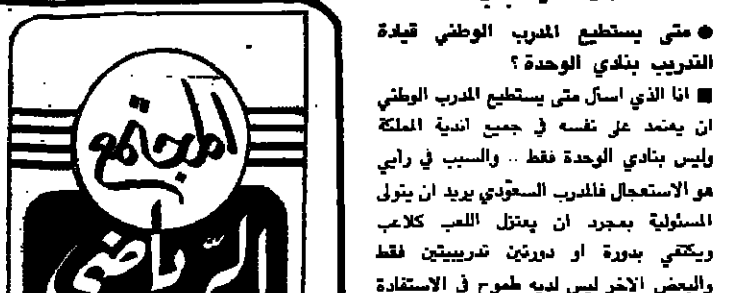 ● متى يستطيع المدرب الوطني قيادة
التدريب بنادي الوحدة ؟
■ انا الذي اسأل متى يستطيع المدرب الوطني
ان يعتمد على نفسه في جميع اندية المملكة
وليس بنادي الوحدة فقط .. والسبب في رأيي
هو الاستعجال فالمدرب السعودي يريد ان يتولى
المسئولية بمجرد ان يعتزل اللعب كلاعب
ويكتفي بدورة او دورتين تدريبيتين فقط
والبعض الاخر ليس لديه طموح في الاستفادة
المجتمع
الرياضي